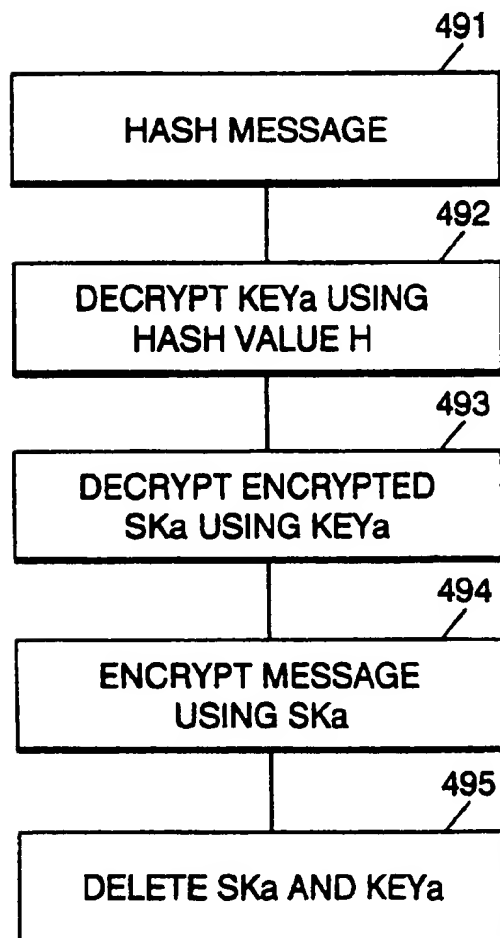 491
HASH MESSAGE
492
DECRYPT KEYa USING
HASH VALUE H
493
DECRYPT ENCRYPTED
SKa USING KEYa
494
ENCRYPT MESSAGE
USING SKa
495
DELETE SKa AND KEYa